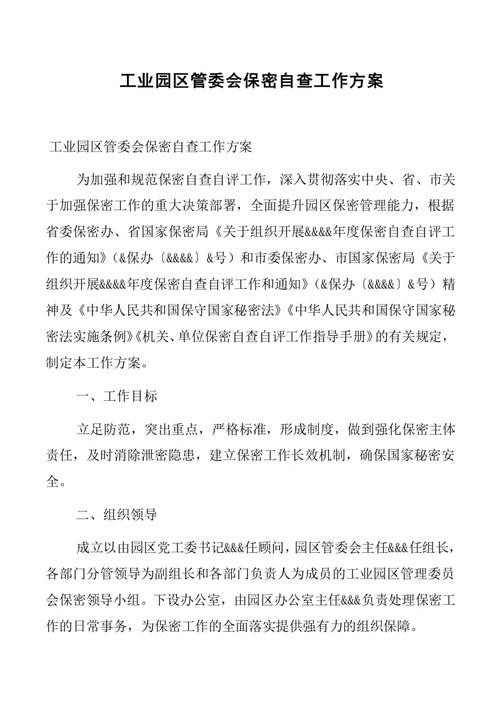 工业园区管委会保密自查工作方案
工业园区管委会保密自查工作方案
为加强和规范保密自查自评工作，深入贯彻落实中央、省、市关
于加强保密工作的重大决策部署，全面提升园区保密管理能力，根据
省委保密办、省国家保密局《关于组织开展&&&&年度保密自查自评工
作的通知》（&保办〔&&&&〕&号）和市委保密办、市国家保密局《关于
组织开展&&&&年度保密自查自评工作和通知》（&保办〔&&&&〕&号）精
神及《中华人民共和国保守国家秘密法》《中华人民共和国保守国家秘
密法实施条例》《机关、单位保密自查自评工作指导手册》的有关规定，
制定本工作方案。
一、工作目标
立足防范，突出重点，严格标准，形成制度，做到强化保密主体
责任，及时消除泄密隐患，建立保密工作长效机制，确保国家秘密安
全。
二、组织领导
成立以由园区党工委书记&&&任顾问，园区管委会主任&&&任组长，
各部门分管领导为副组长和各部门负责人为成员的工业园区管理委员
会保密领导小组。下设办公室，由园区办公室主任&&&负责处理保密工
作的日常事务，为保密工作的全面落实提供强有力的组织保障。